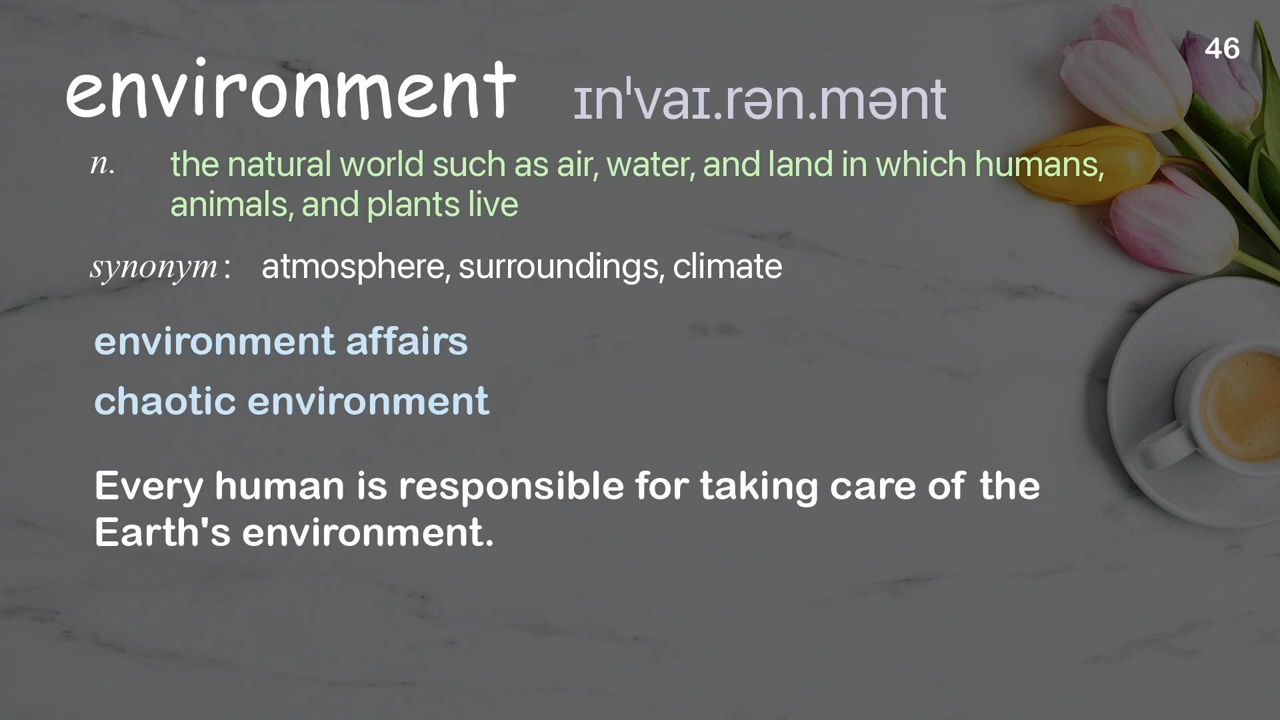 46
environment ɪnˈvaɪ.rən.mənt
n. the natural world such as air, water, and land in which humans,
animals, and plants live
synonym: atmosphere, surroundings, climate
environment affairs
chaotic environment
Every human is responsible for taking care of the
Earth's environment.